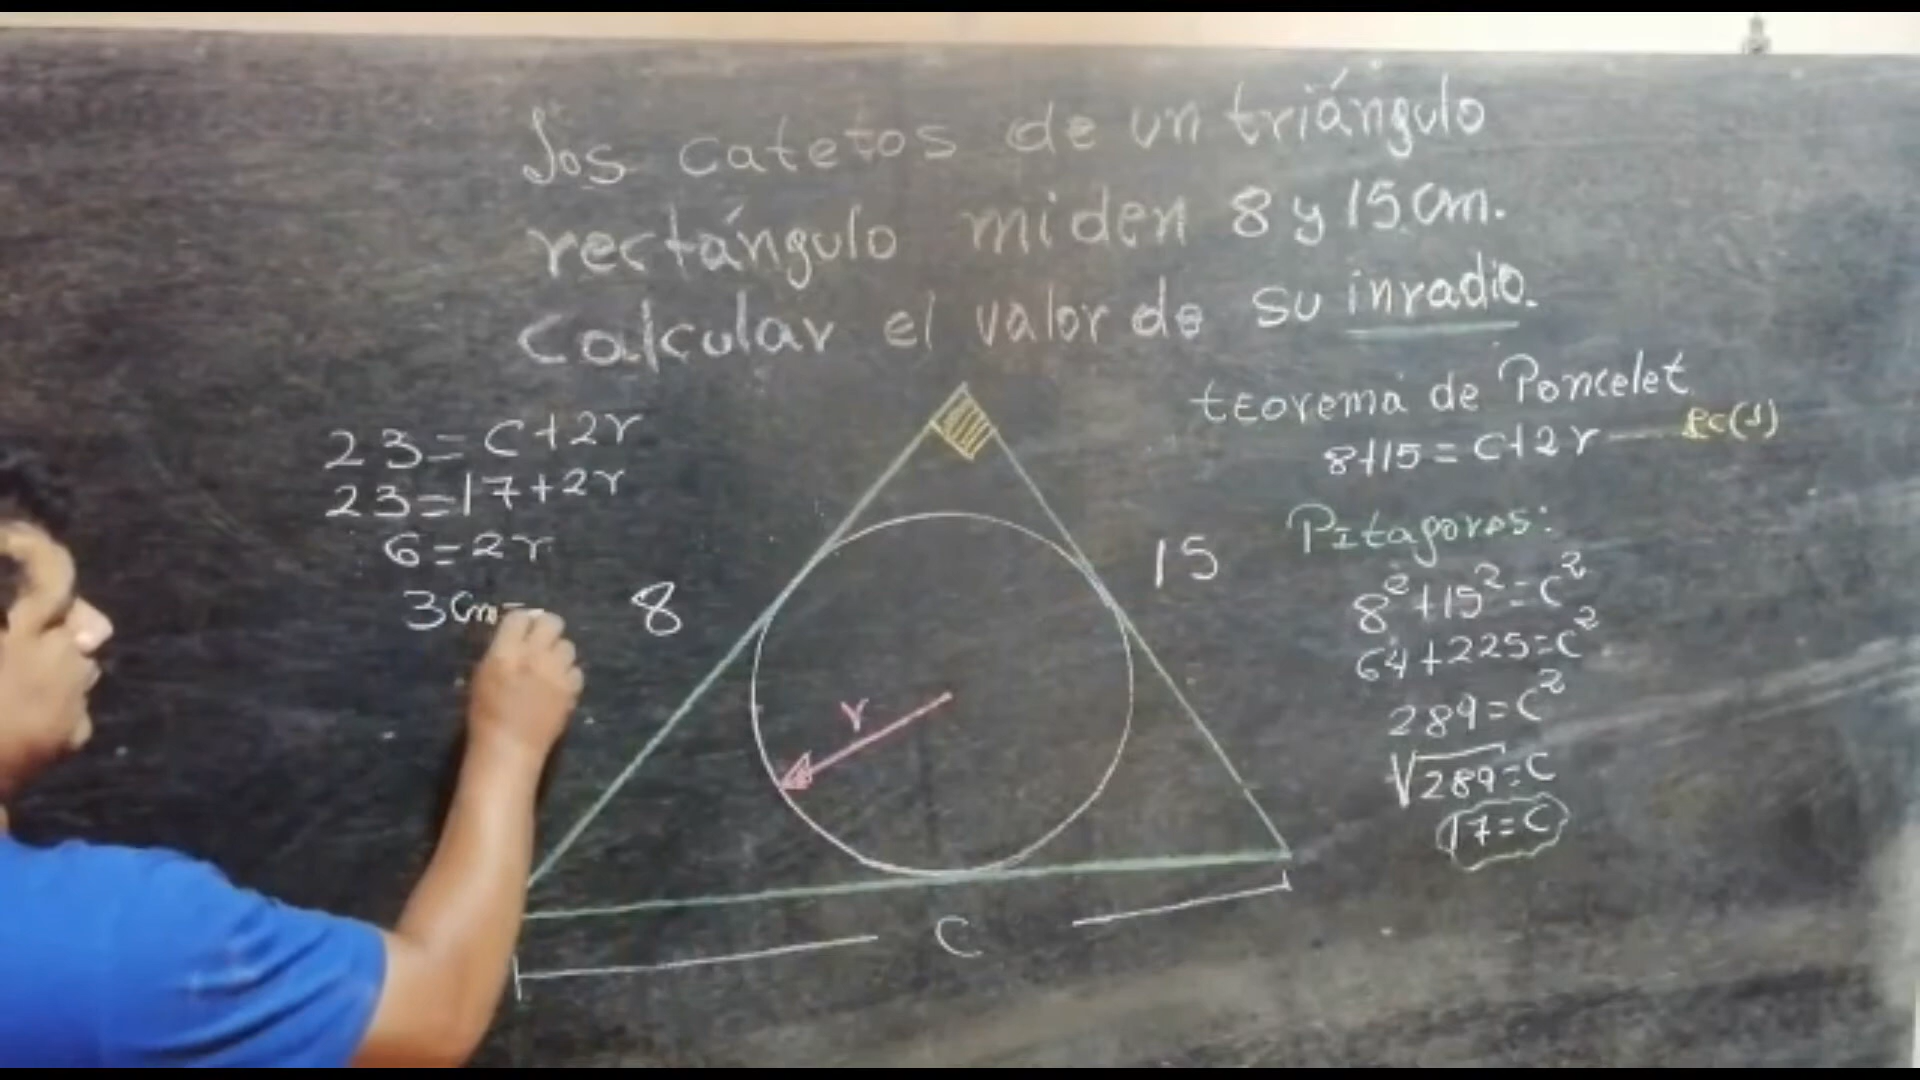 Los catetos de un triángulo
rectángulo miden 8 y 15 cm.
Calcular el valor de su inradio.
teorema de Poncelet
8+15=C+2r — Ec(1)
Pitagoras:
8²+15²=C²
64+225=C²
289=C²
√289=C
17=C
23=C+2r
23=17+2r
6=2r
3cm=
8
15
r
C